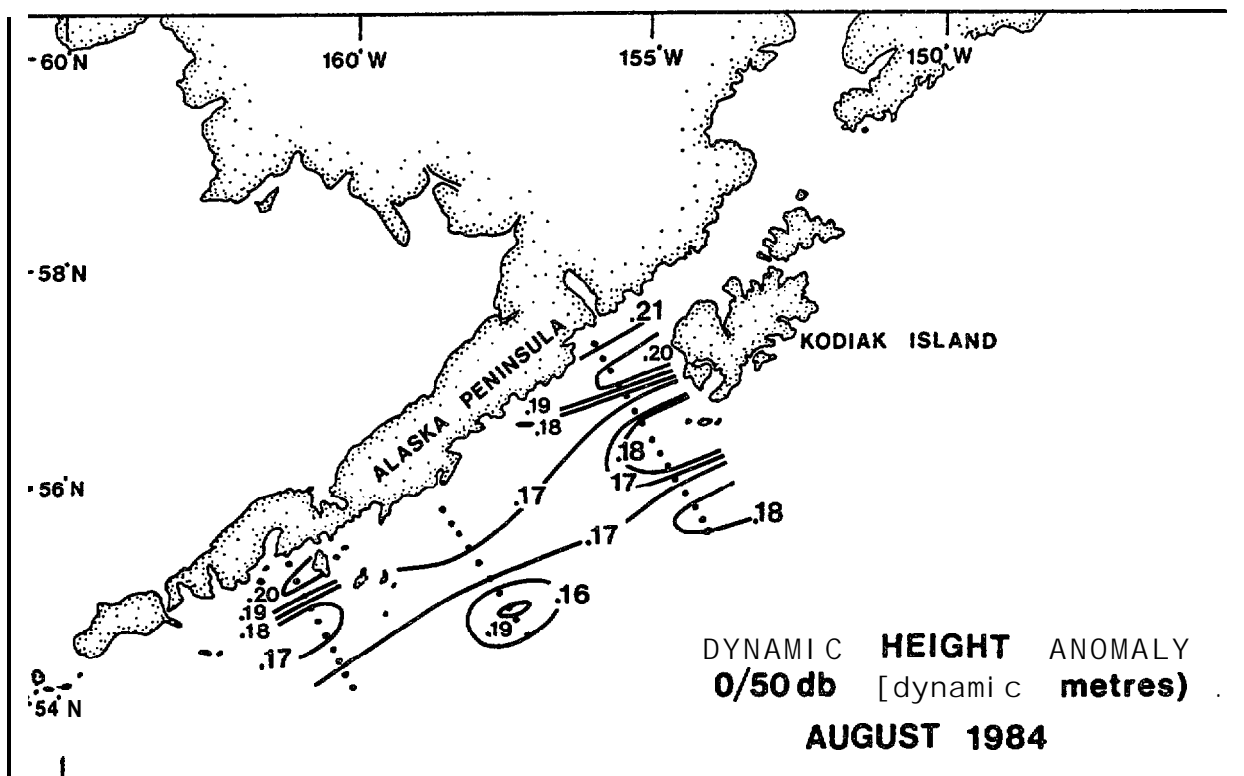 60°N
160°W
155°W
150°W
58°N
.21
ALASKA PENINSULA
KODIAK ISLAND
.20
.19
.18
.18
56°N
.17
.17
.18
.17
.20
.16
.19
.19
.18
.17
DYNAMIC HEIGHT ANOMALY
0/50 db [dynamic metres) .
54°N
AUGUST 1984